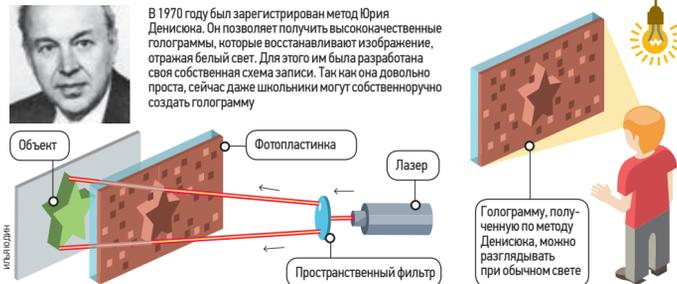 В 1970 году был зарегистрирован метод Юрия
Денисюка. Он позволяет получить высококачественные
голограммы, которые восстанавливают изображение,
отражая белый свет. Для этого им была разработана
своя собственная схема записи. Так как она довольно
проста, сейчас даже школьники могут собственноручно
создать голограмму
Объект
Фотопластинка
Лазер
Пространственный фильтр
Голограмму, полу-
ченную по методу
Денисюка, можно
разглядывать
при обычном свете
ИЛЬЯ ЮДИН